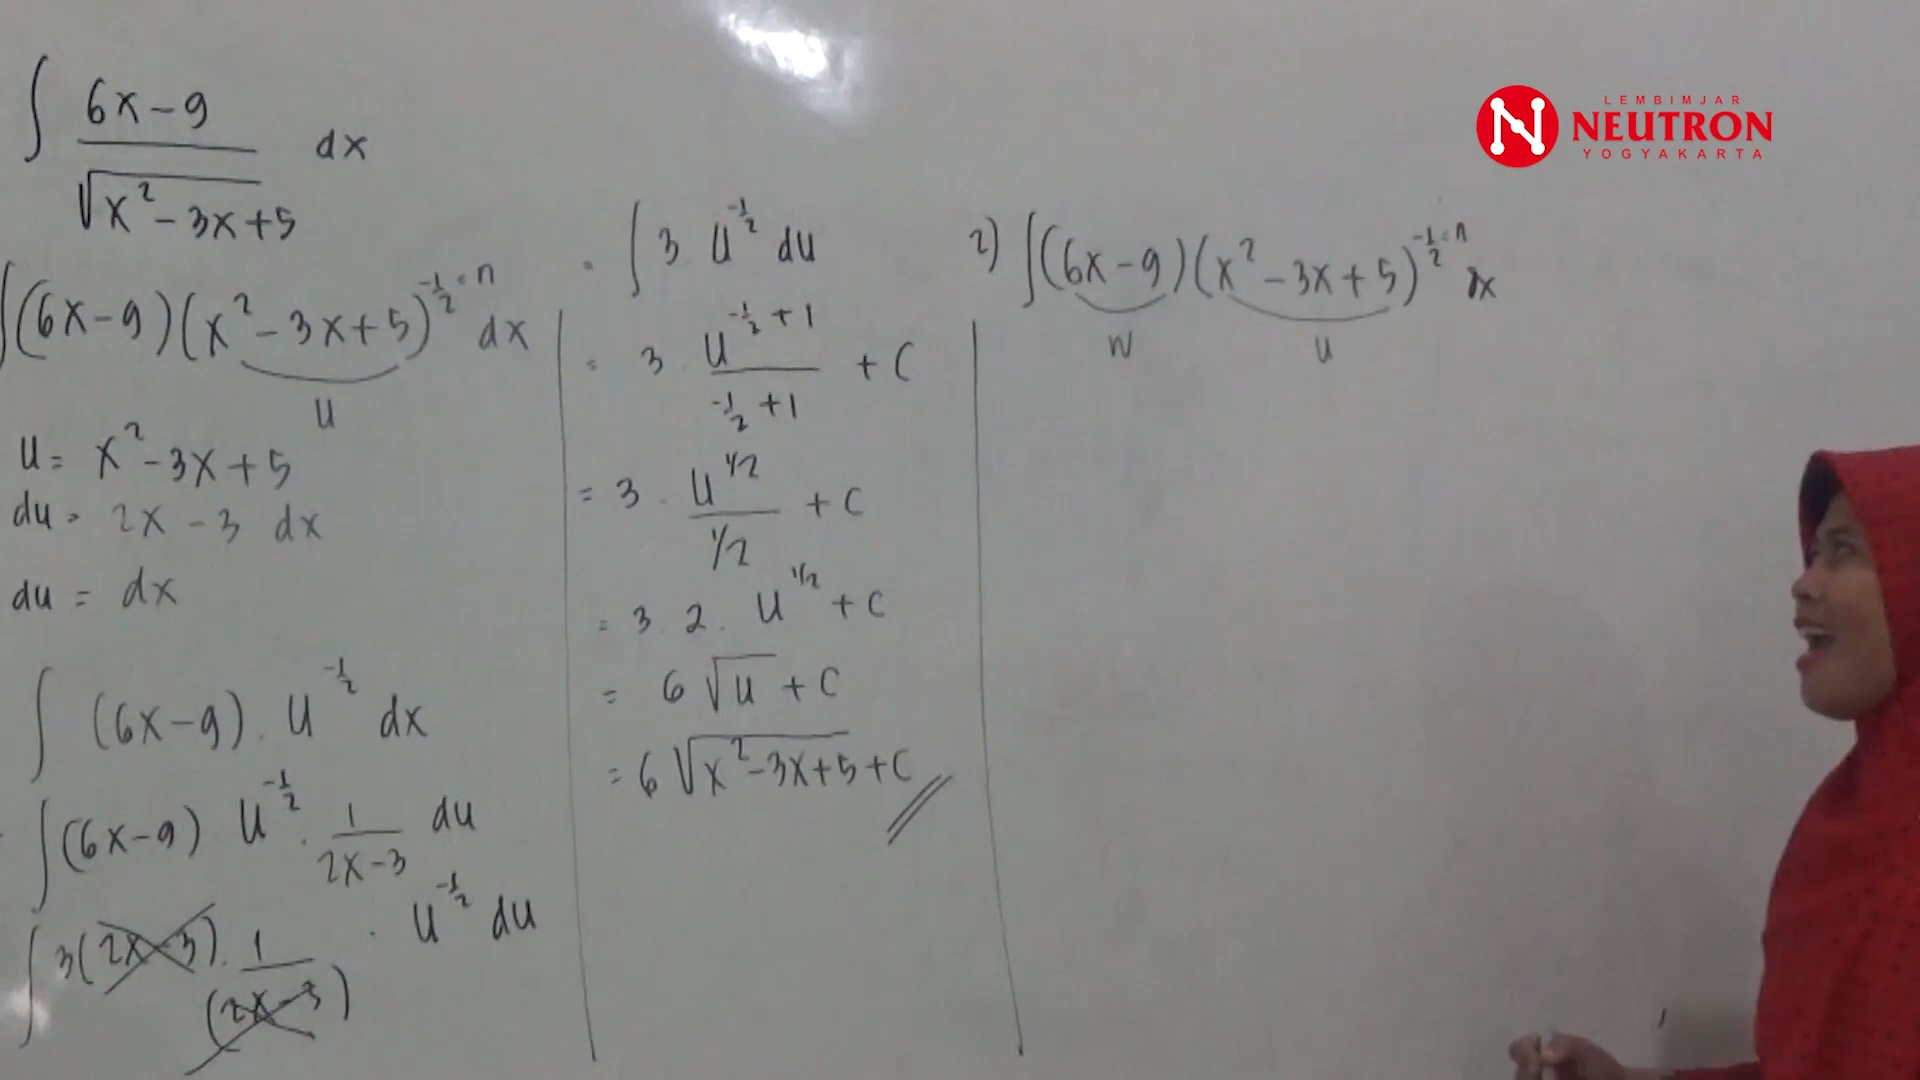 ∫ (6x-9)/√(x²-3x+5) dx
∫(6x-9)(x²-3x+5)^(-1/2 = n) dx
u
u = x²-3x+5
du = 2x-3 dx
du = dx
∫ (6x-9) . u^(-1/2) dx
∫(6x-9) u^(-1/2) . 1/(2x-3) du
∫ 3(2x-3) . 1/(2x-3) . u^(-1/2) du
= ∫ 3 u^(-1/2) du
= 3 . u^(-1/2 +1)/(-1/2 +1) + C
= 3 . u^(1/2)/(1/2) + C
= 3 . 2 . u^(1/2) + C
= 6 √u + C
= 6 √(x²-3x+5) + C
2) ∫(6x-9)(x²-3x+5)^(-1/2 = n) dx
W u
LEMBIMJAR
NEUTRON
YOGYAKARTA